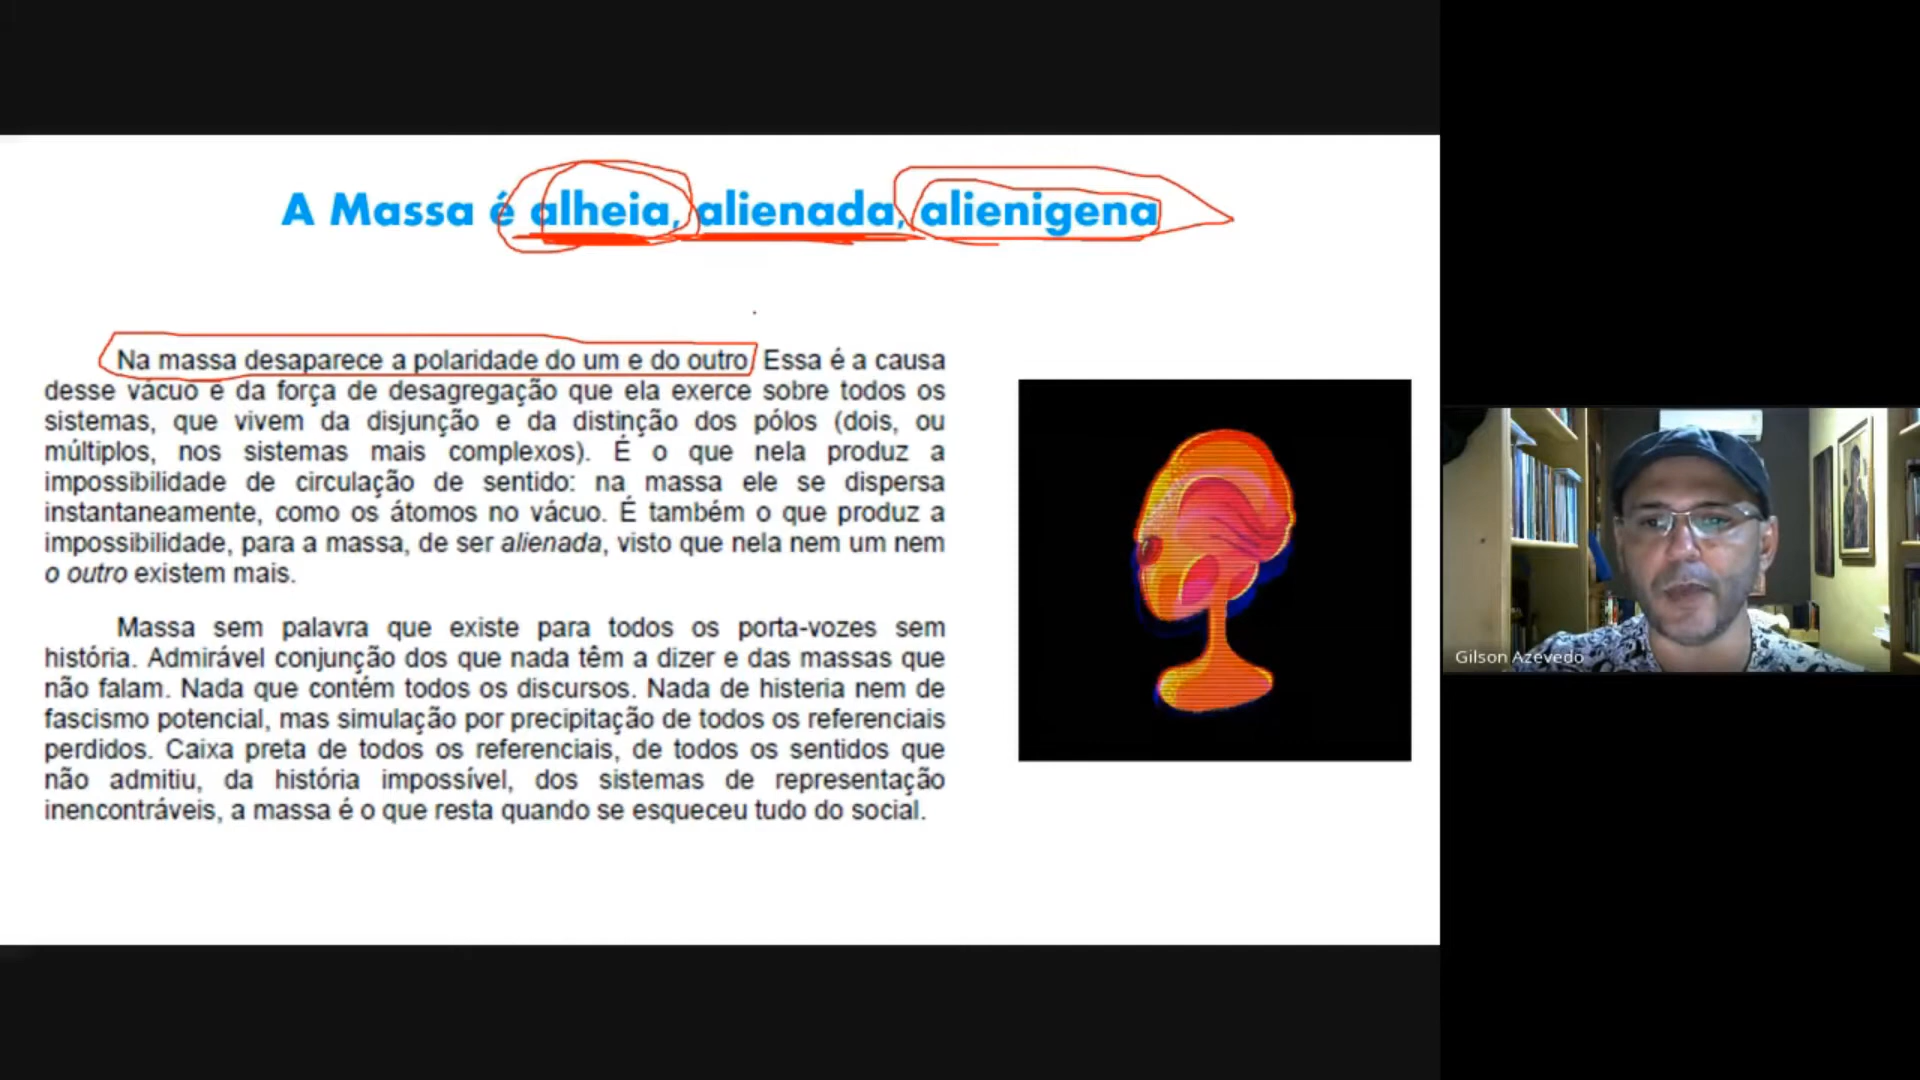 A Massa é alheia, alienada, alienigena
Na massa desaparece a polaridade do um e do outro. Essa é a causa
desse vácuo e da força de desagregação que ela exerce sobre todos os
sistemas, que vivem da disjunção e da distinção dos pólos (dois, ou
múltiplos, nos sistemas mais complexos). É o que nela produz a
impossibilidade de circulação de sentido: na massa ele se dispersa
instantaneamente, como os átomos no vácuo. É também o que produz a
impossibilidade, para a massa, de ser alienada, visto que nela nem um nem
o outro existem mais.
Massa sem palavra que existe para todos os porta-vozes sem
história. Admirável conjunção dos que nada têm a dizer e das massas que
não falam. Nada que contém todos os discursos. Nada de histeria nem de
fascismo potencial, mas simulação por precipitação de todos os referenciais
perdidos. Caixa preta de todos os referenciais, de todos os sentidos que
não admitiu, da história impossível, dos sistemas de representação
inencontráveis, a massa é o que resta quando se esqueceu tudo do social.
Gilson Azevedo